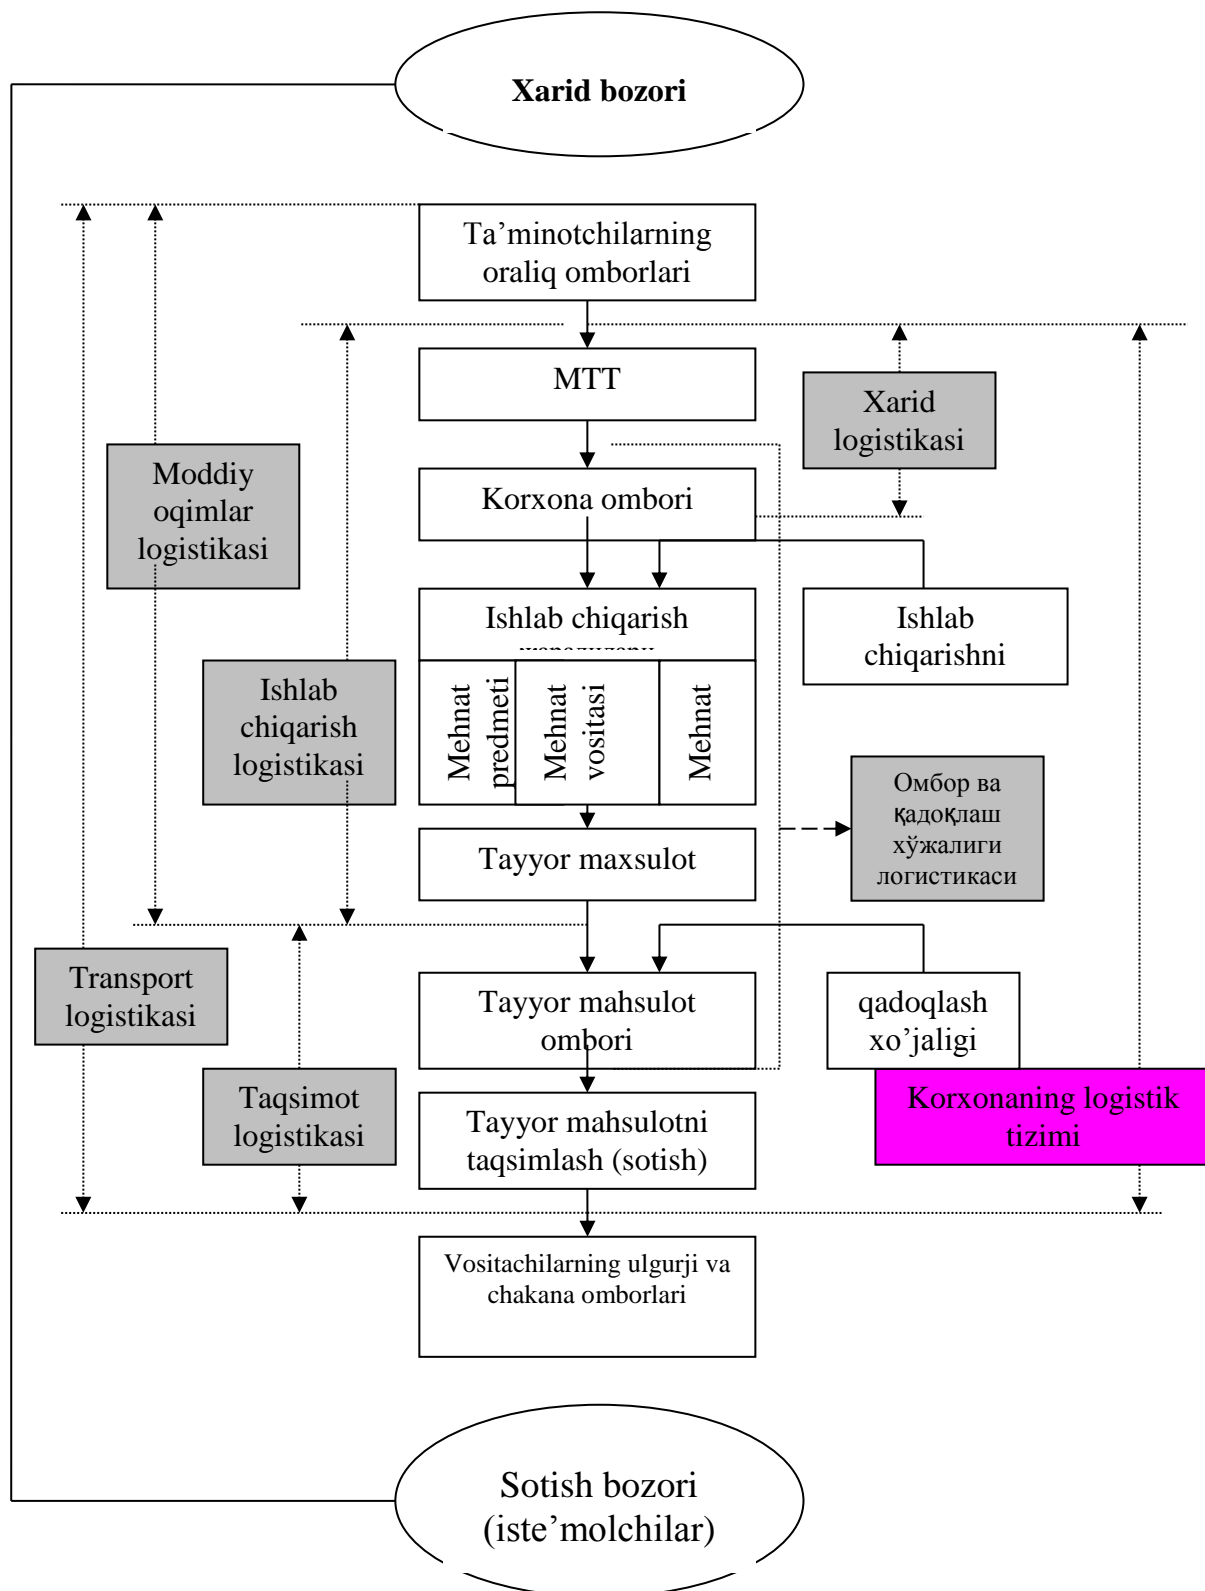 Xarid bozori
Ta’minotchilarning
oraliq omborlari
MTT
Xarid
logistikasi
Moddiy
oqimlar
logistikasi
Korxona ombori
Ishlab chiqarish
Ishlab
chiqarishni
Ishlab
chiqarish
logistikasi
Mehnat
predmeti
Mehnat
vositasi
Mehnat
Омбор ва
қадоқлаш
хўжалиги
логистикаси
Tayyor maxsulot
Transport
logistikasi
Tayyor mahsulot
ombori
qadoqlash
xo’jaligi
Taqsimot
logistikasi
Tayyor mahsulotni
taqsimlash (sotish)
Korxonaning logistik
tizimi
Vositachilarning ulgurji va
chakana omborlari
Sotish bozori
(iste’molchilar)